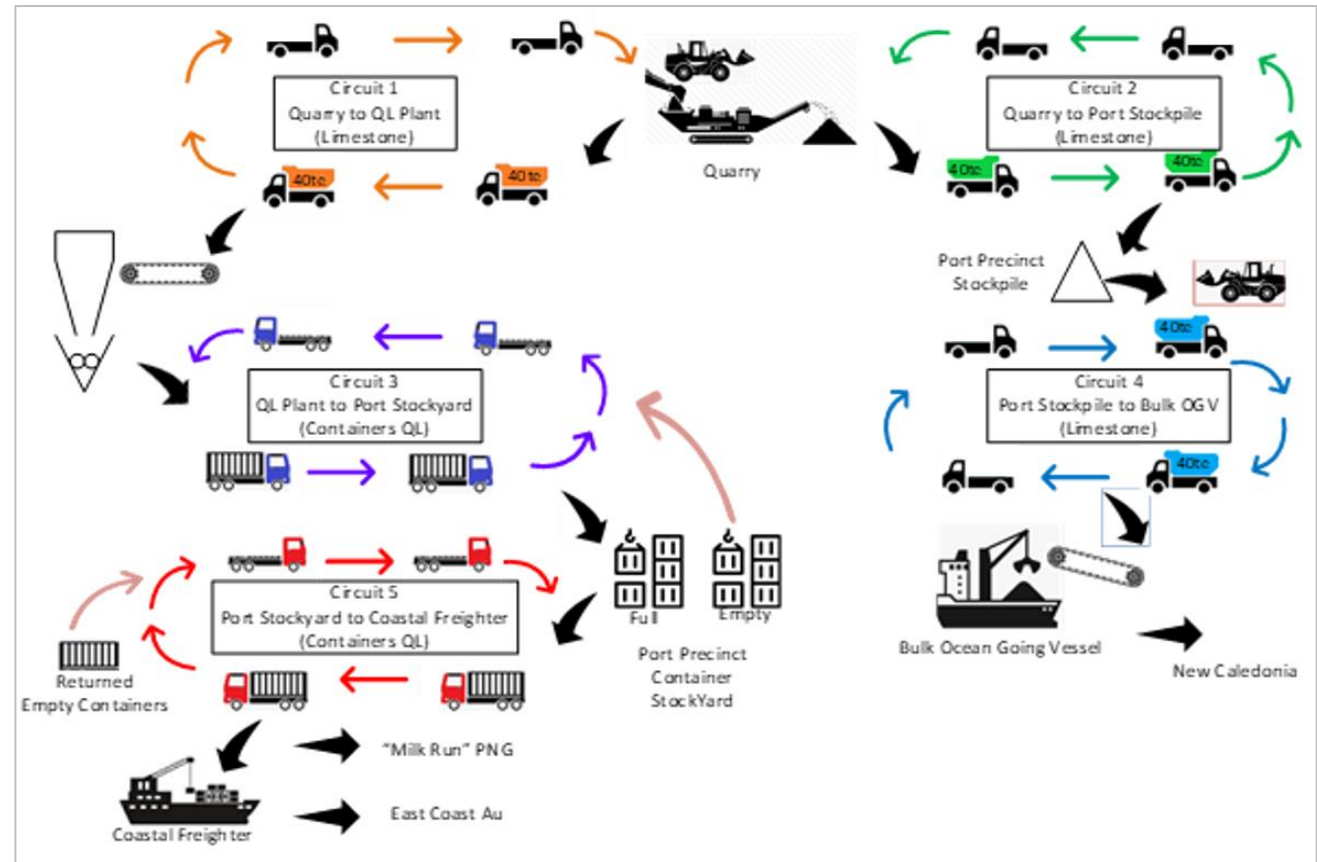 Circuit 1
Quarry to QL Plant
(Limestone)
40te
40te
Quarry
Circuit 2
Quarry to Port Stockpile
(Limestone)
40te
40te
Port Precinct
Stockpile
Circuit 3
QL Plant to Port Stockyard
(Containers QL)
40te
Circuit 4
Port Stockpile to Bulk OGV
(Limestone)
40te
Circuit 5
Port Stockyard to Coastal Freighter
(Containers QL)
Full
Empty
Port Precinct
Container
StockYard
Returned
Empty Containers
Bulk Ocean Going Vessel
New Caledonia
"Milk Run" PNG
East Coast Au
Coastal Freighter